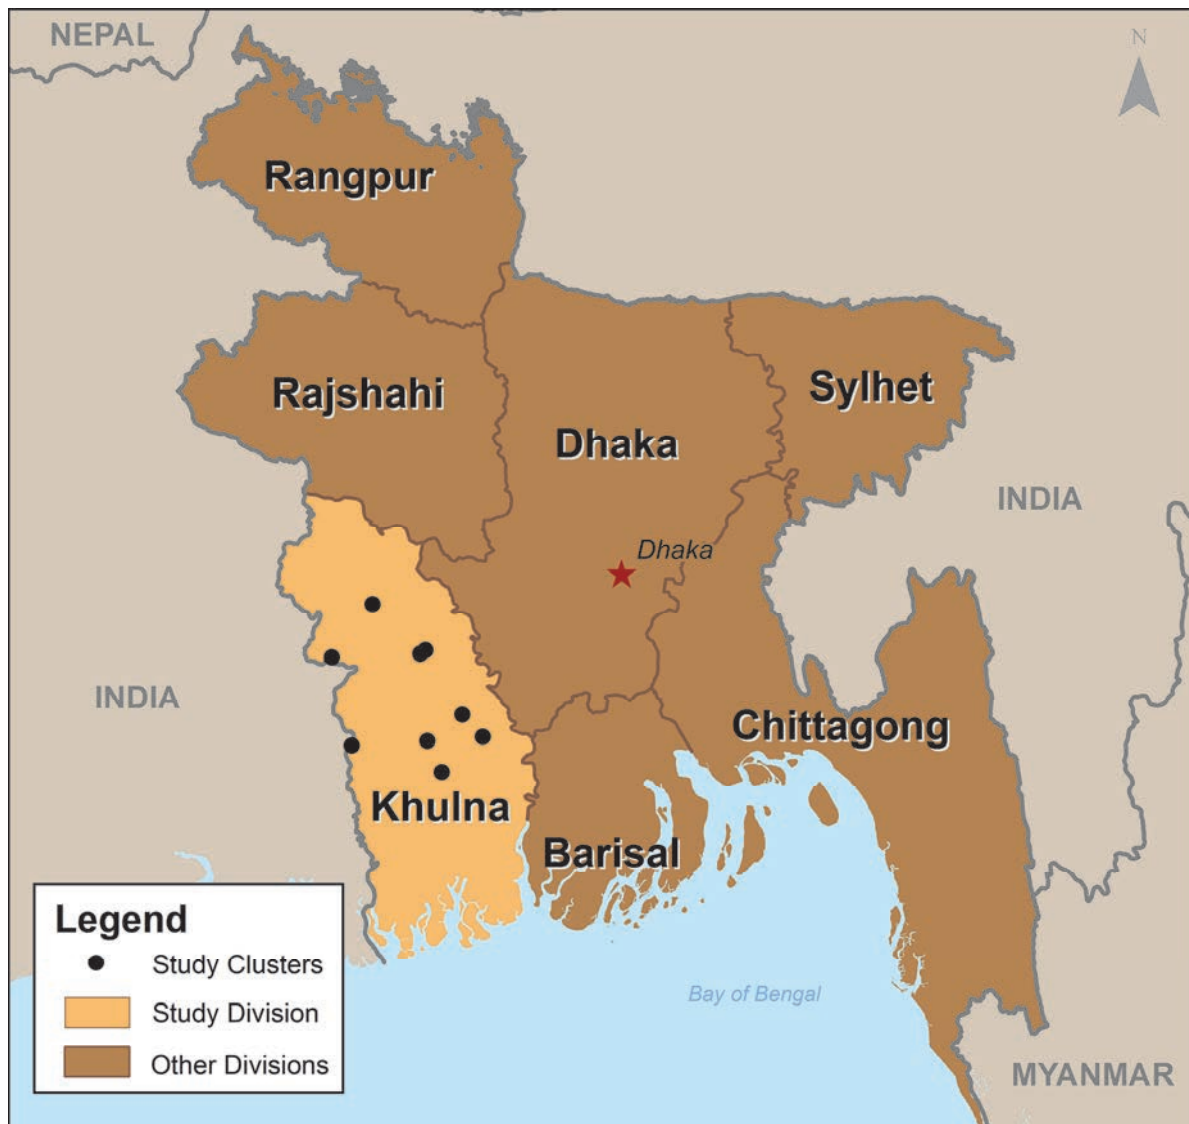 NEPAL
N
Rangpur
Rajshahi
Sylhet
Dhaka
INDIA
Dhaka
INDIA
Chittagong
Khulna
Barisal
Legend
Study Clusters
Study Division
Other Divisions
Bay of Bengal
MYANMAR